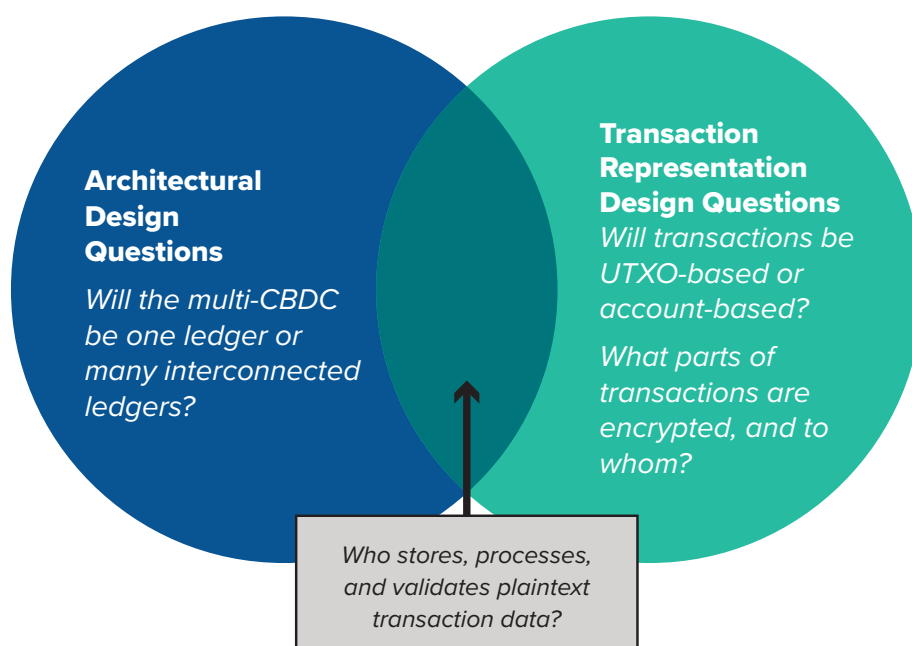 Architectural
Design
Questions
Will the multi-CBDC
be one ledger or
many interconnected
ledgers?
Transaction
Representation
Design Questions
Will transactions be
UTXO-based or
account-based?
What parts of
transactions are
encrypted, and to
whom?
Who stores, processes,
and validates plaintext
transaction data?